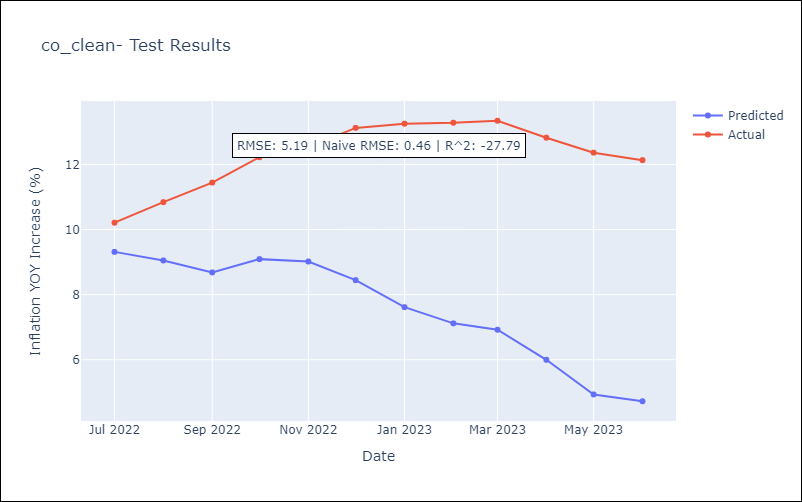 co_clean- Test Results
Predicted
Actual
RMSE: 5.19 | Naive RMSE: 0.46 | R^2: -27.79
Inflation YOY Increase (%)
12
10
8
6
Jul 2022
Sep 2022
Nov 2022
Jan 2023
Mar 2023
May 2023
Date